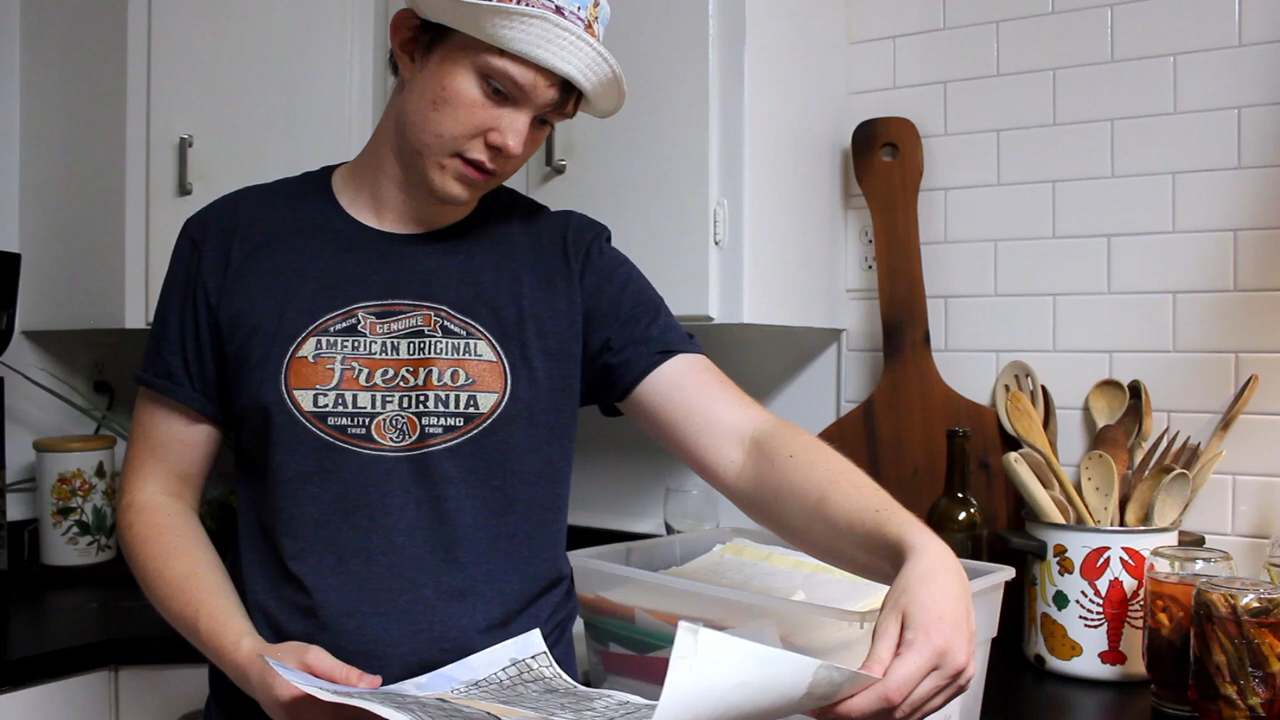 TRADE GENUINE MARK
AMERICAN ORIGINAL
Fresno
CALIFORNIA
QUALITY USA BRAND
TRIED TRUE